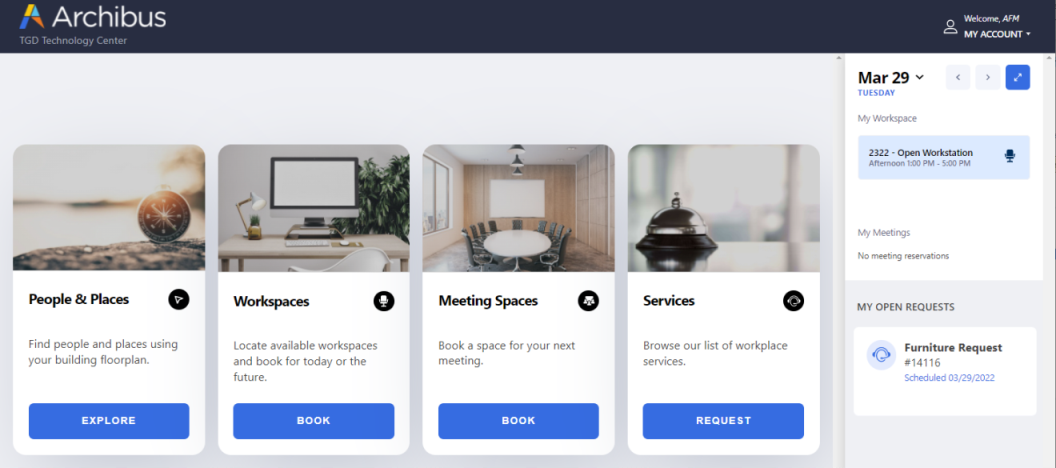 Archibus
TGD Technology Center
Welcome, AFM
MY ACCOUNT
People & Places
Find people and places using
your building floorplan.
EXPLORE
Workspaces
Locate available workspaces
and book for today or the
future.
BOOK
Meeting Spaces
Book a space for your next
meeting.
BOOK
Services
Browse our list of workplace
services.
REQUEST
Mar 29
TUESDAY
My Workspace
2322 - Open Workstation
Afternoon 1:00 PM - 5:00 PM
My Meetings
No meeting reservations
MY OPEN REQUESTS
Furniture Request
#14116
Scheduled 03/29/2022